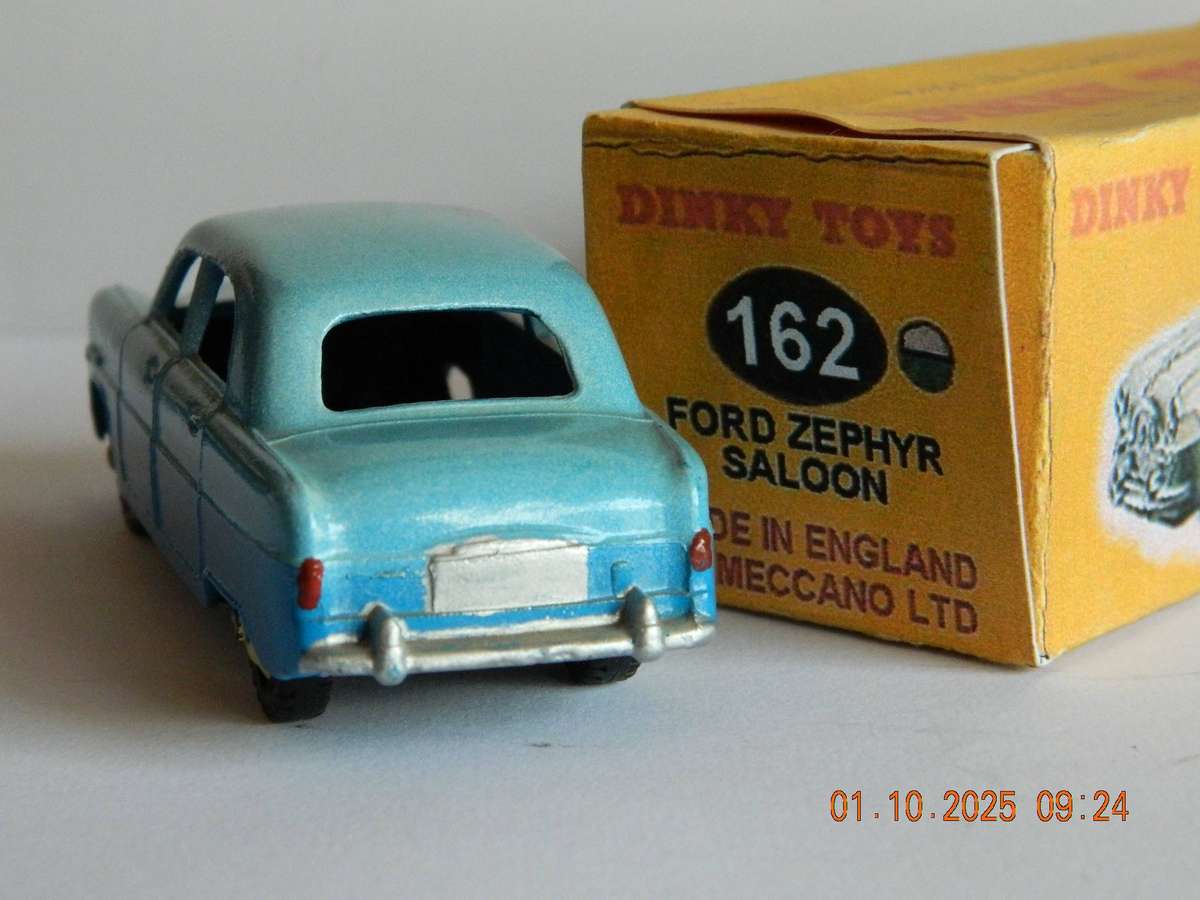 DINKY TOYS
162
FORD ZEPHYR
SALOON
DE IN ENGLAND
MECCANO LTD
DINKY
01.10.2025 09:24